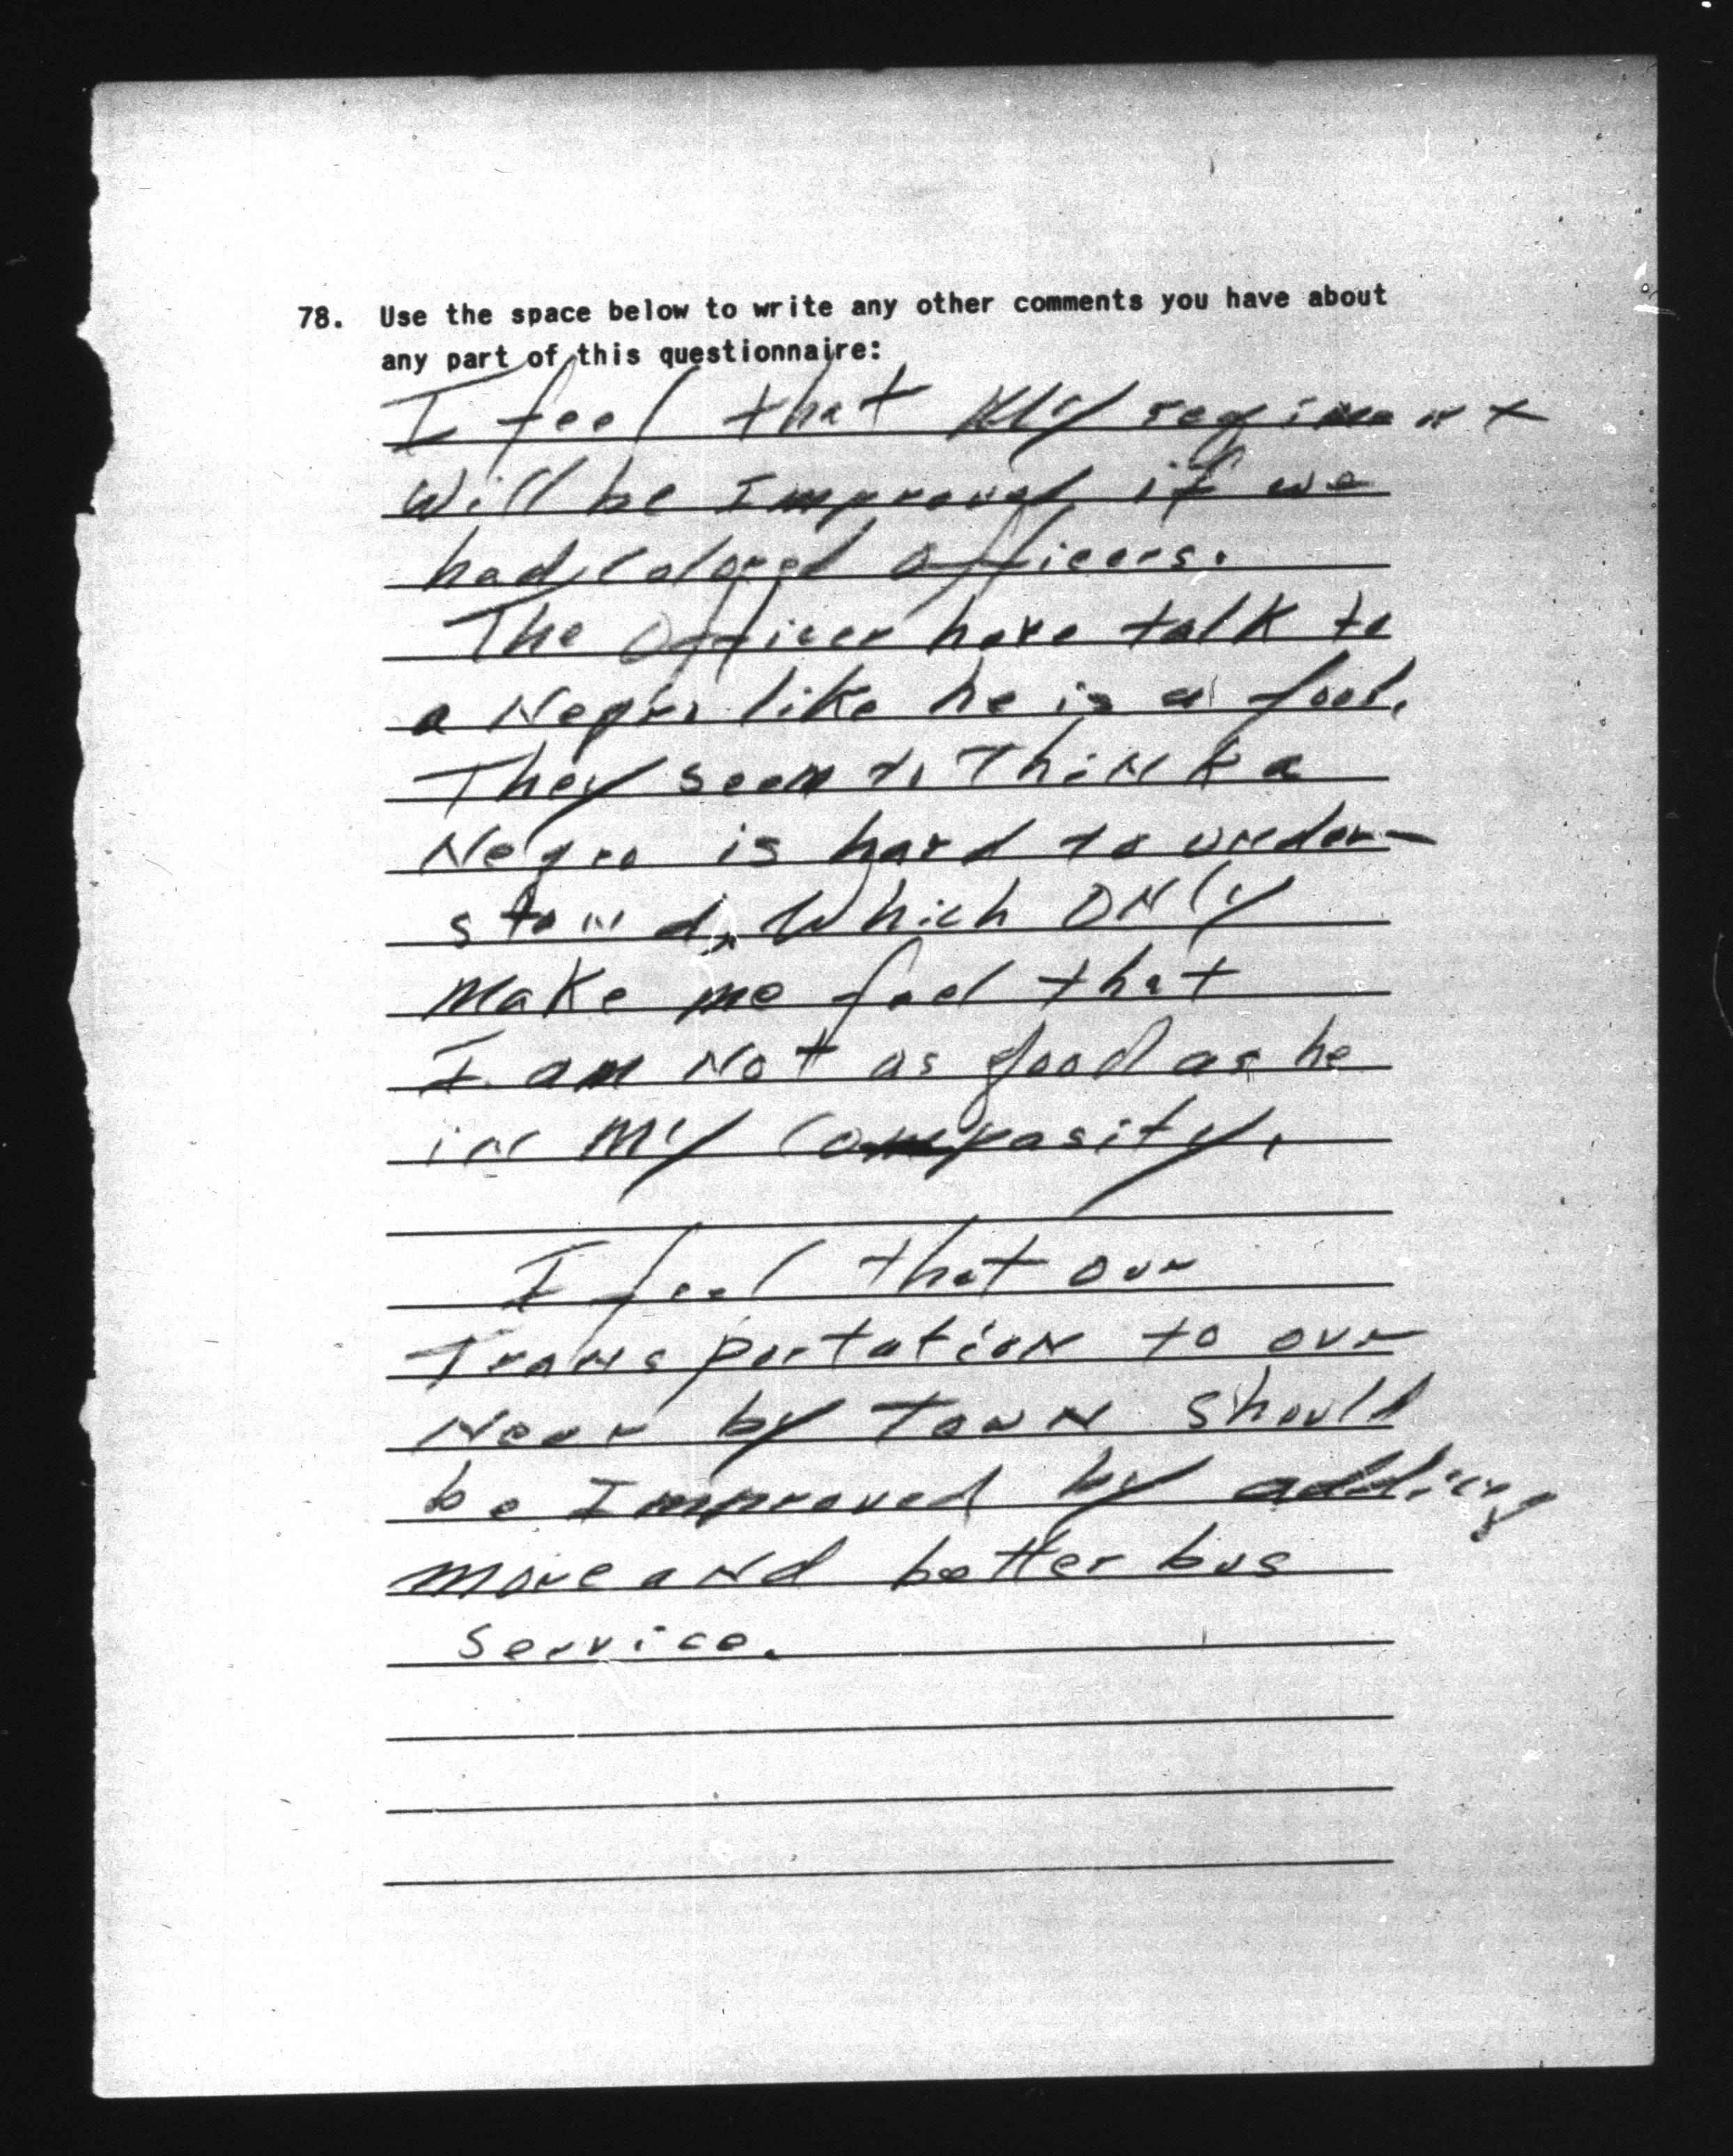 78. Use the space below to write any other comments you have about
any part of this questionnaire:
I feel that My regiment
will be Improved if we
had colored officers.
The Officer here talk to
a Negro like he is a fool.
They seem to Think a
Negro is hard to under-
stand, Which ONly
make me feel that
I am Not as good as he
in My Compasity.
I feel that our
Transportation to our
Near by Town should
be Improved by adding
more and better bus
service.